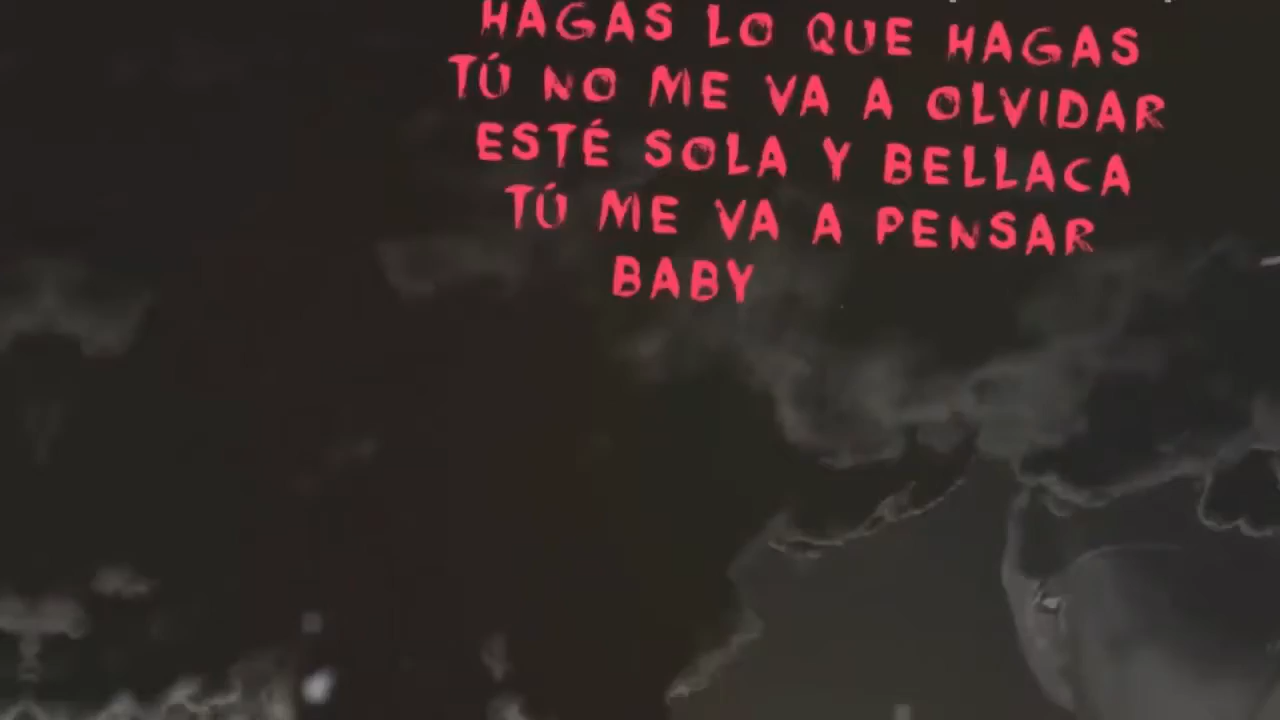 HAGAS LO QUE HAGAS
TÚ NO ME VA A OLVIDAR
ESTÉ SOLA Y BELLACA
TÚ ME VA A PENSAR
BABY